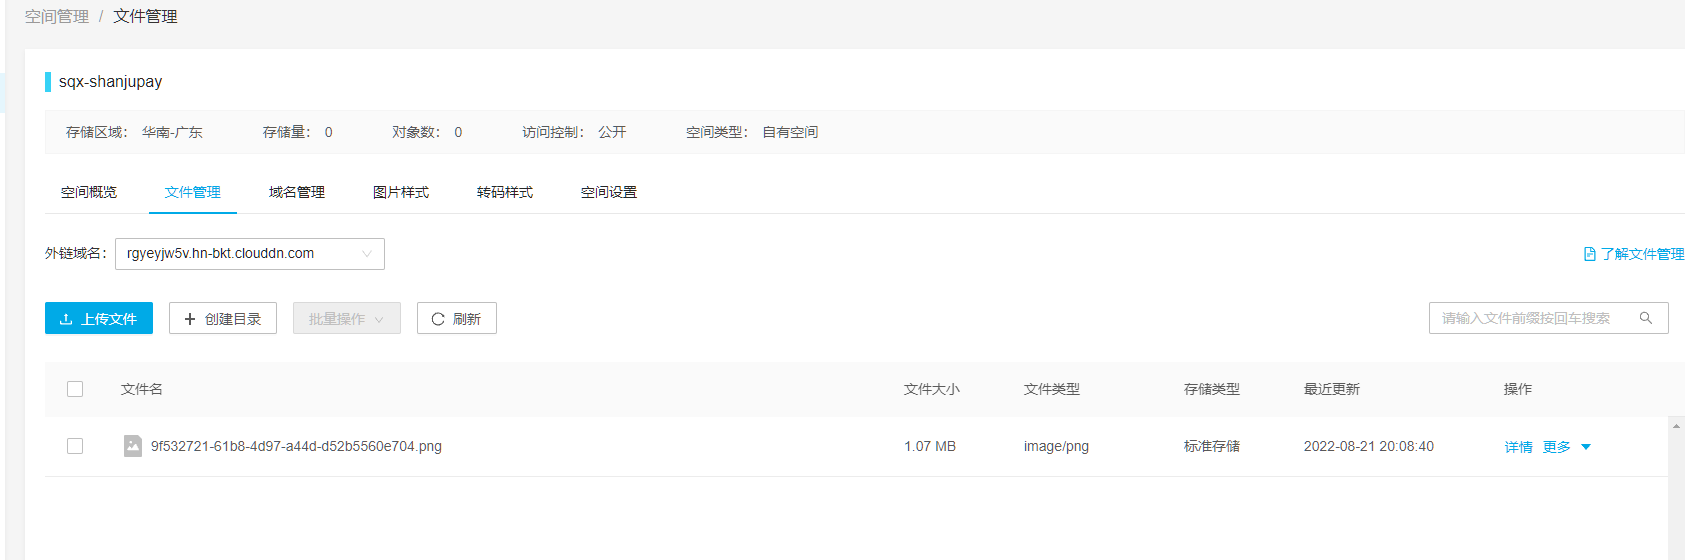 空间管理 / 文件管理
sqx-shanjupay
存储区域： 华南-广东 存储量： 0 对象数： 0 访问控制： 公开 空间类型： 自有空间
空间概览 文件管理 域名管理 图片样式 转码样式 空间设置
外链域名： rgyeyjw5v.hn-bkt.clouddn.com 了解文件管理
上传文件 创建目录 批量操作 刷新 请输入文件前缀按回车搜索
文件名 文件大小 文件类型 存储类型 最近更新 操作
9f532721-61b8-4d97-a44d-d52b5560e704.png 1.07 MB image/png 标准存储 2022-08-21 20:08:40 详情 更多